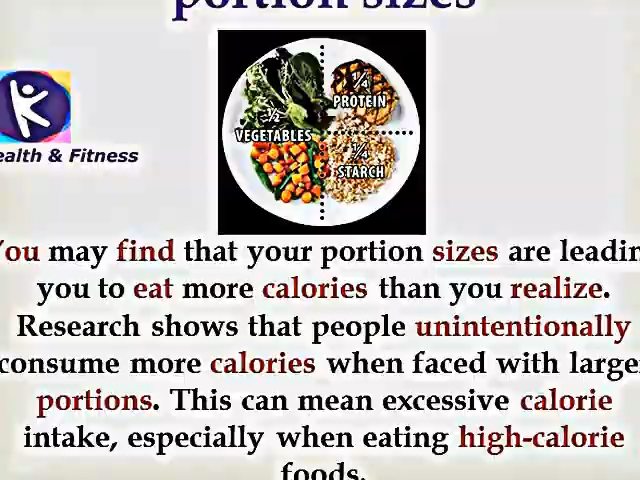 portion sizes
ealth & Fitness
½
VEGETABLES
¼
PROTEIN
¼
STARCH
You may find that your portion sizes are leadin
you to eat more calories than you realize.
Research shows that people unintentionally
consume more calories when faced with large
portions. This can mean excessive calorie
intake, especially when eating high-calorie
foods.